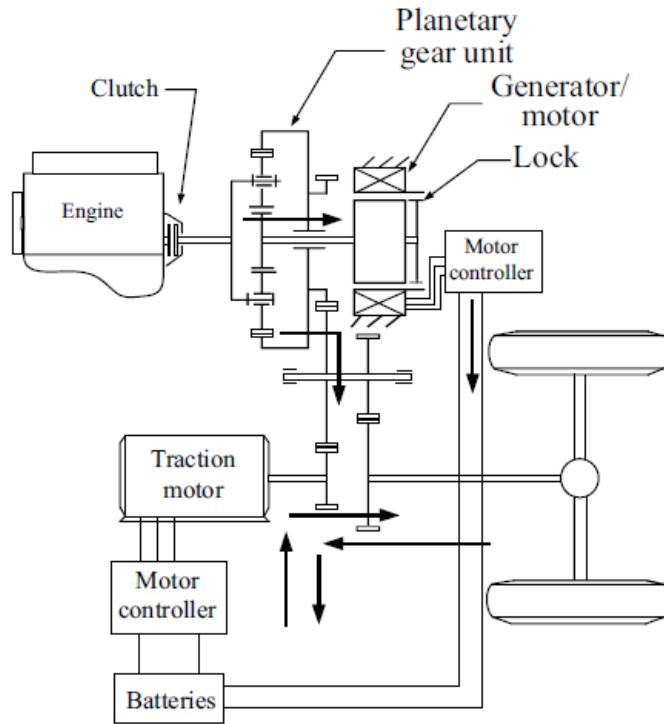 Planetary
gear unit
Clutch
Generator/
motor
Lock
Engine
Motor
controller
Traction
motor
Motor
controller
Batteries